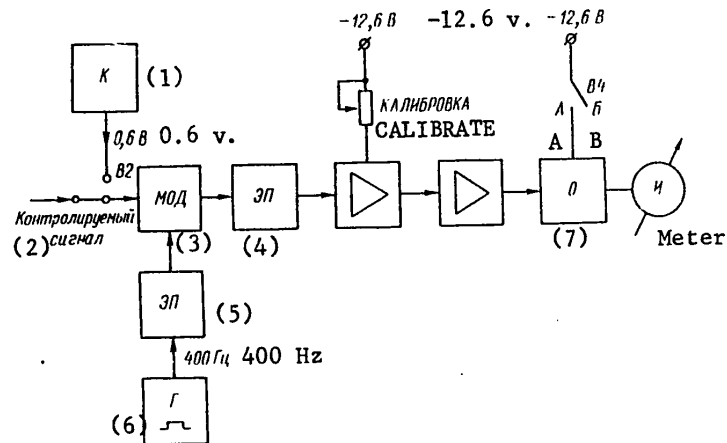 -12,6 В
-12.6 v.
-12,6 В
К
(1)
В4
КАЛИБРОВКА
CALIBRATE
А
Б
A
B
0,6 В
0.6 v.
В2
МОД
ЭП
О
И
Контролируемый
сигнал
(2)
(3)
(4)
(7)
Meter
ЭП
(5)
400 Гц
400 Hz
Г
(6)